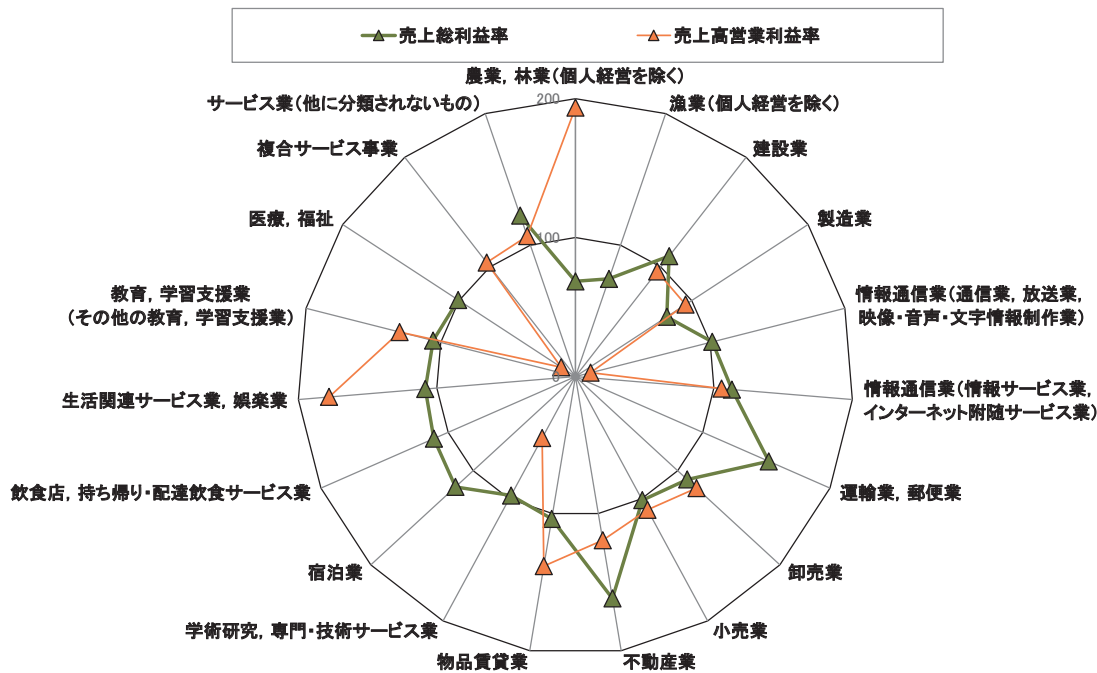 売上総利益率
売上高営業利益率
農業, 林業(個人経営を除く)
漁業(個人経営を除く)
建設業
製造業
情報通信業(通信業, 放送業,
映像・音声・文字情報制作業)
情報通信業(情報サービス業,
インターネット附随サービス業)
運輸業, 郵便業
卸売業
小売業
不動産業
物品賃貸業
学術研究, 専門・技術サービス業
宿泊業
飲食店, 持ち帰り・配達飲食サービス業
生活関連サービス業, 娯楽業
教育, 学習支援業
(その他の教育, 学習支援業)
医療, 福祉
複合サービス事業
サービス業(他に分類されないもの)
200
100
0